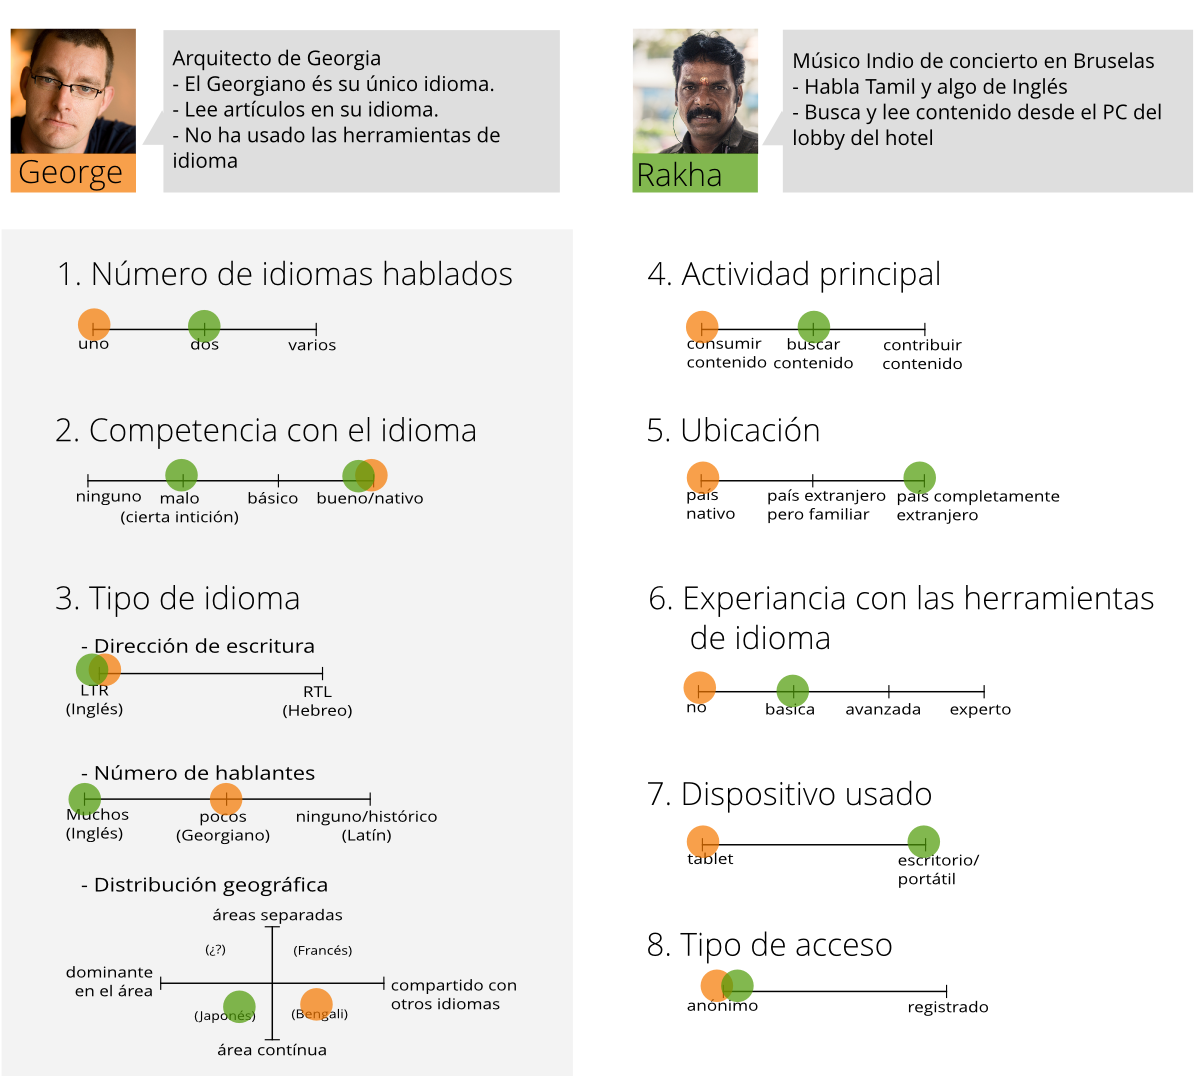 Arquitecto de Georgia
- El Georgiano és su único idioma.
- Lee artículos en su idioma.
- No ha usado las herramientas de
idioma
George
Músico Indio de concierto en Bruselas
- Habla Tamil y algo de Inglés
- Busca y lee contenido desde el PC del
lobby del hotel
Rakha
1. Número de idiomas hablados
uno
dos
varios
2. Competencia con el idioma
ninguno
malo
(cierta intición)
básico
bueno/nativo
3. Tipo de idioma
- Dirección de escritura
LTR
(Inglés)
RTL
(Hebreo)
- Número de hablantes
Muchos
(Inglés)
pocos
(Georgiano)
ninguno/histórico
(Latín)
- Distribución geográfica
áreas separadas
(¿?)
(Francés)
dominante
en el área
compartido con
otros idiomas
(Japonés)
(Bengali)
área contínua
4. Actividad principal
consumir
contenido
buscar
contenido
contribuir
contenido
5. Ubicación
país
nativo
país extranjero
pero familiar
país completamente
extranjero
6. Experiancia con las herramientas
de idioma
no
basica
avanzada
experto
7. Dispositivo usado
tablet
escritorio/
portátil
8. Tipo de acceso
anónimo
registrado